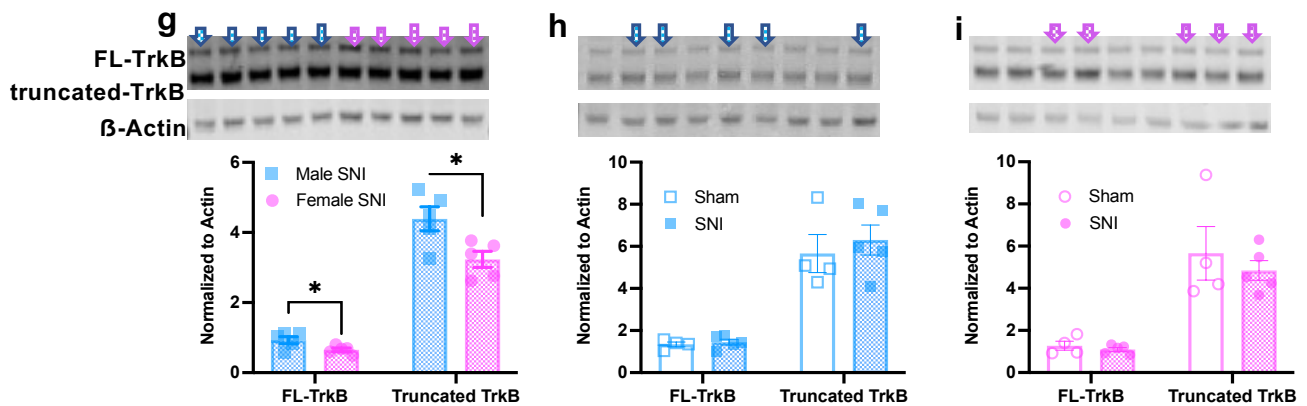 g
h
i
FL-TrkB
truncated-TrkB
ß-Actin
Normalized to Actin
6
4
2
0
Male SNI
Female SNI
*
*
FL-TrkB
Truncated TrkB
Normalized to Actin
10
8
6
4
2
0
Sham
SNI
FL-TrkB
Truncated TrkB
Normalized to Actin
10
8
6
4
2
0
Sham
SNI
FL-TrkB
Truncated TrkB